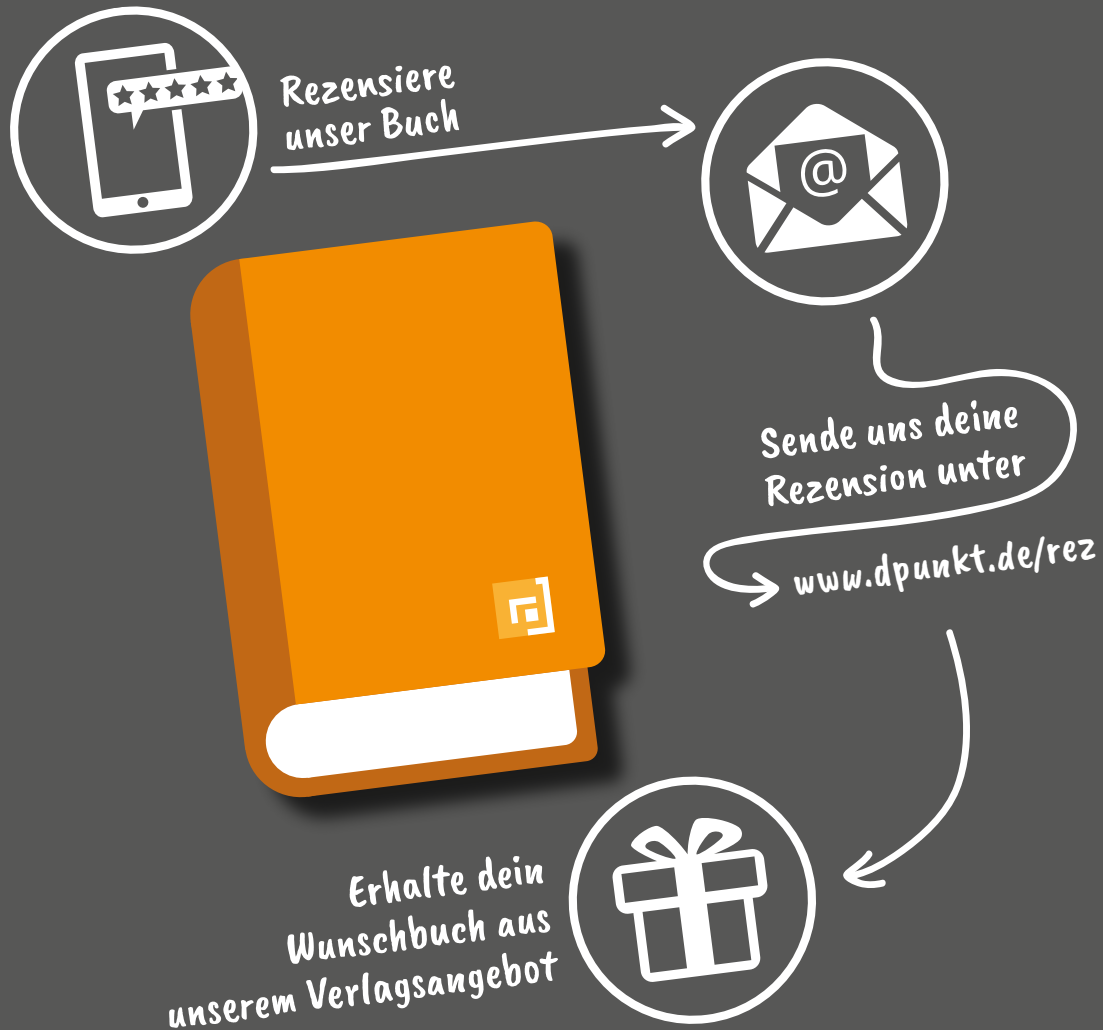 Rezensiere
unser Buch
@
Sende uns deine
Rezension unter
www.dpunkt.de/rez
Erhalte dein
Wunschbuch aus
unserem Verlagsangebot